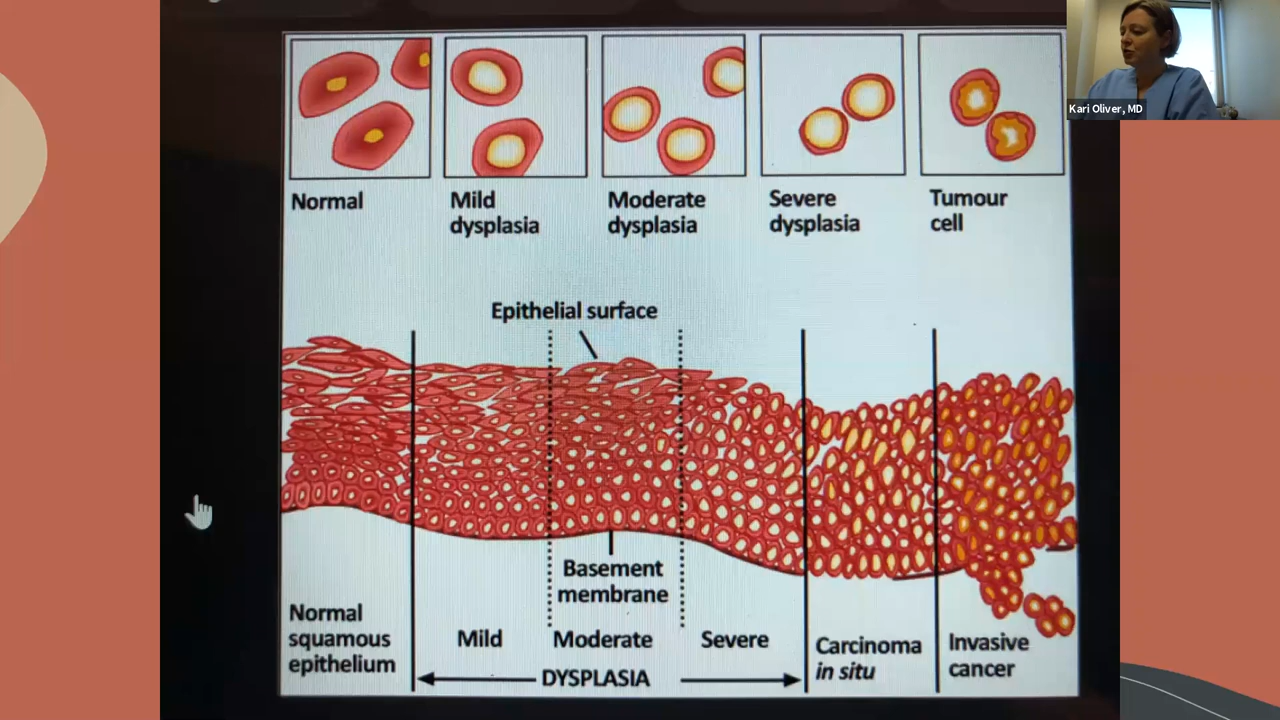 Kari Oliver, MD
Normal
Mild
dysplasia
Moderate
dysplasia
Severe
dysplasia
Tumour
cell
Epithelial surface
Basement
membrane
Normal
squamous
epithelium
Mild
Moderate
Severe
DYSPLASIA
Carcinoma
in situ
Invasive
cancer